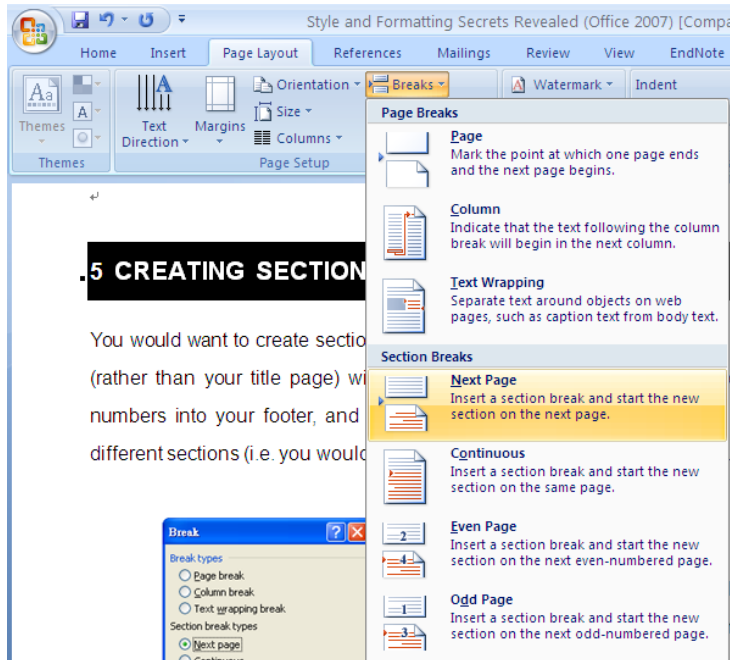 Style and Formatting Secrets Revealed (Office 2007) [Compa
Home Insert Page Layout References Mailings Review View EndNote
Aa
Themes
A
Text
Direction
Margins
Orientation
Size
Columns
Breaks
Watermark
Indent
Themes
Page Setup
Page Breaks
Page
Mark the point at which one page ends
and the next page begins.
Column
Indicate that the text following the column
break will begin in the next column.
Text Wrapping
Separate text around objects on web
pages, such as caption text from body text.
Section Breaks
Next Page
Insert a section break and start the new
section on the next page.
Continuous
Insert a section break and start the new
section on the same page.
2
4
Even Page
Insert a section break and start the new
section on the next even-numbered page.
1
3
Odd Page
Insert a section break and start the new
section on the next odd-numbered page.
5 CREATING SECTION
You would want to create sectio
(rather than your title page) wi
numbers into your footer, and
different sections (i.e. you would
Break
Break types
Page break
Column break
Text wrapping break
Section break types
Next page
Continuous